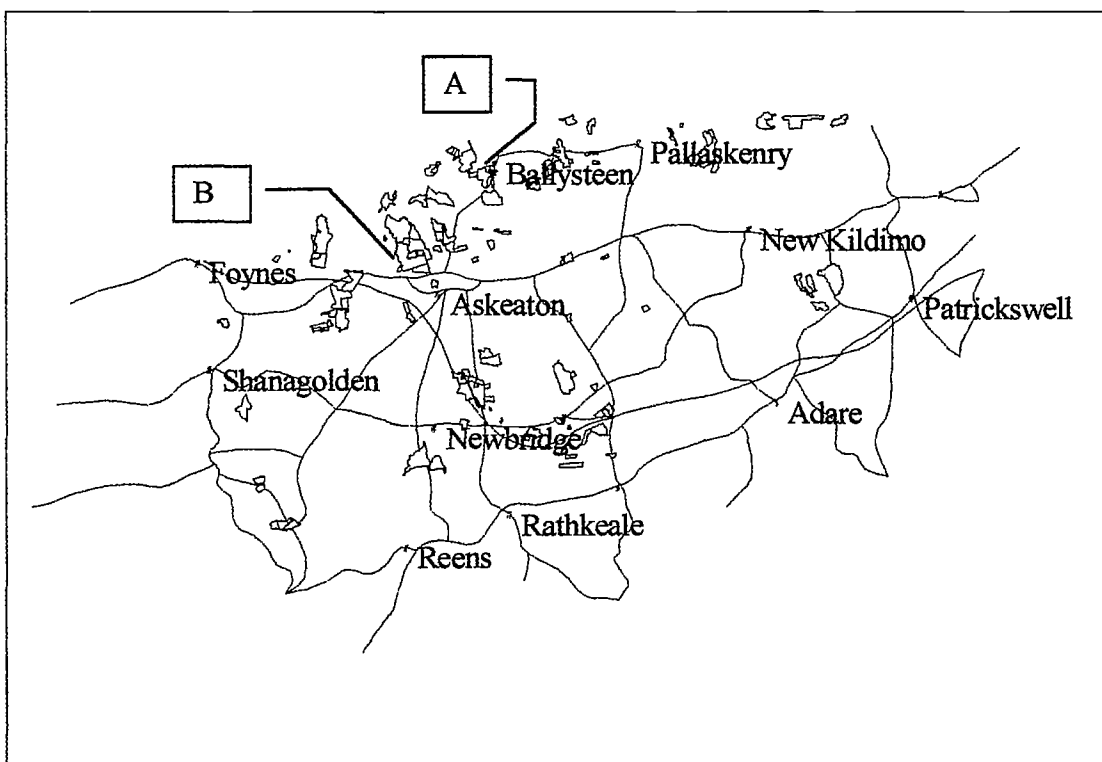 A
Pallaskenry
Ballysteen
B
New Kildimo
Foynes
Askeaton
Patrickswell
Shanagolden
Adare
Newbridge
Rathkeale
Reens